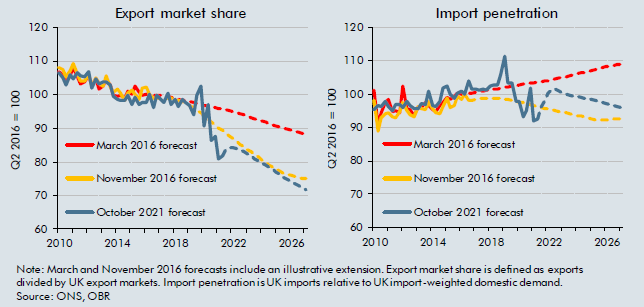 Export market share
120
110
100
90
80
70
60
Q2 2016 = 100
March 2016 forecast
November 2016 forecast
October 2021 forecast
2010 2014 2018 2022 2026
Import penetration
120
110
100
90
80
70
60
Q2 2016 = 100
March 2016 forecast
November 2016 forecast
October 2021 forecast
2010 2014 2018 2022 2026
Note: March and November 2016 forecasts include an illustrative extension. Export market share is defined as exports
divided by UK export markets. Import penetration is UK imports relative to UK import-weighted domestic demand.
Source: ONS, OBR